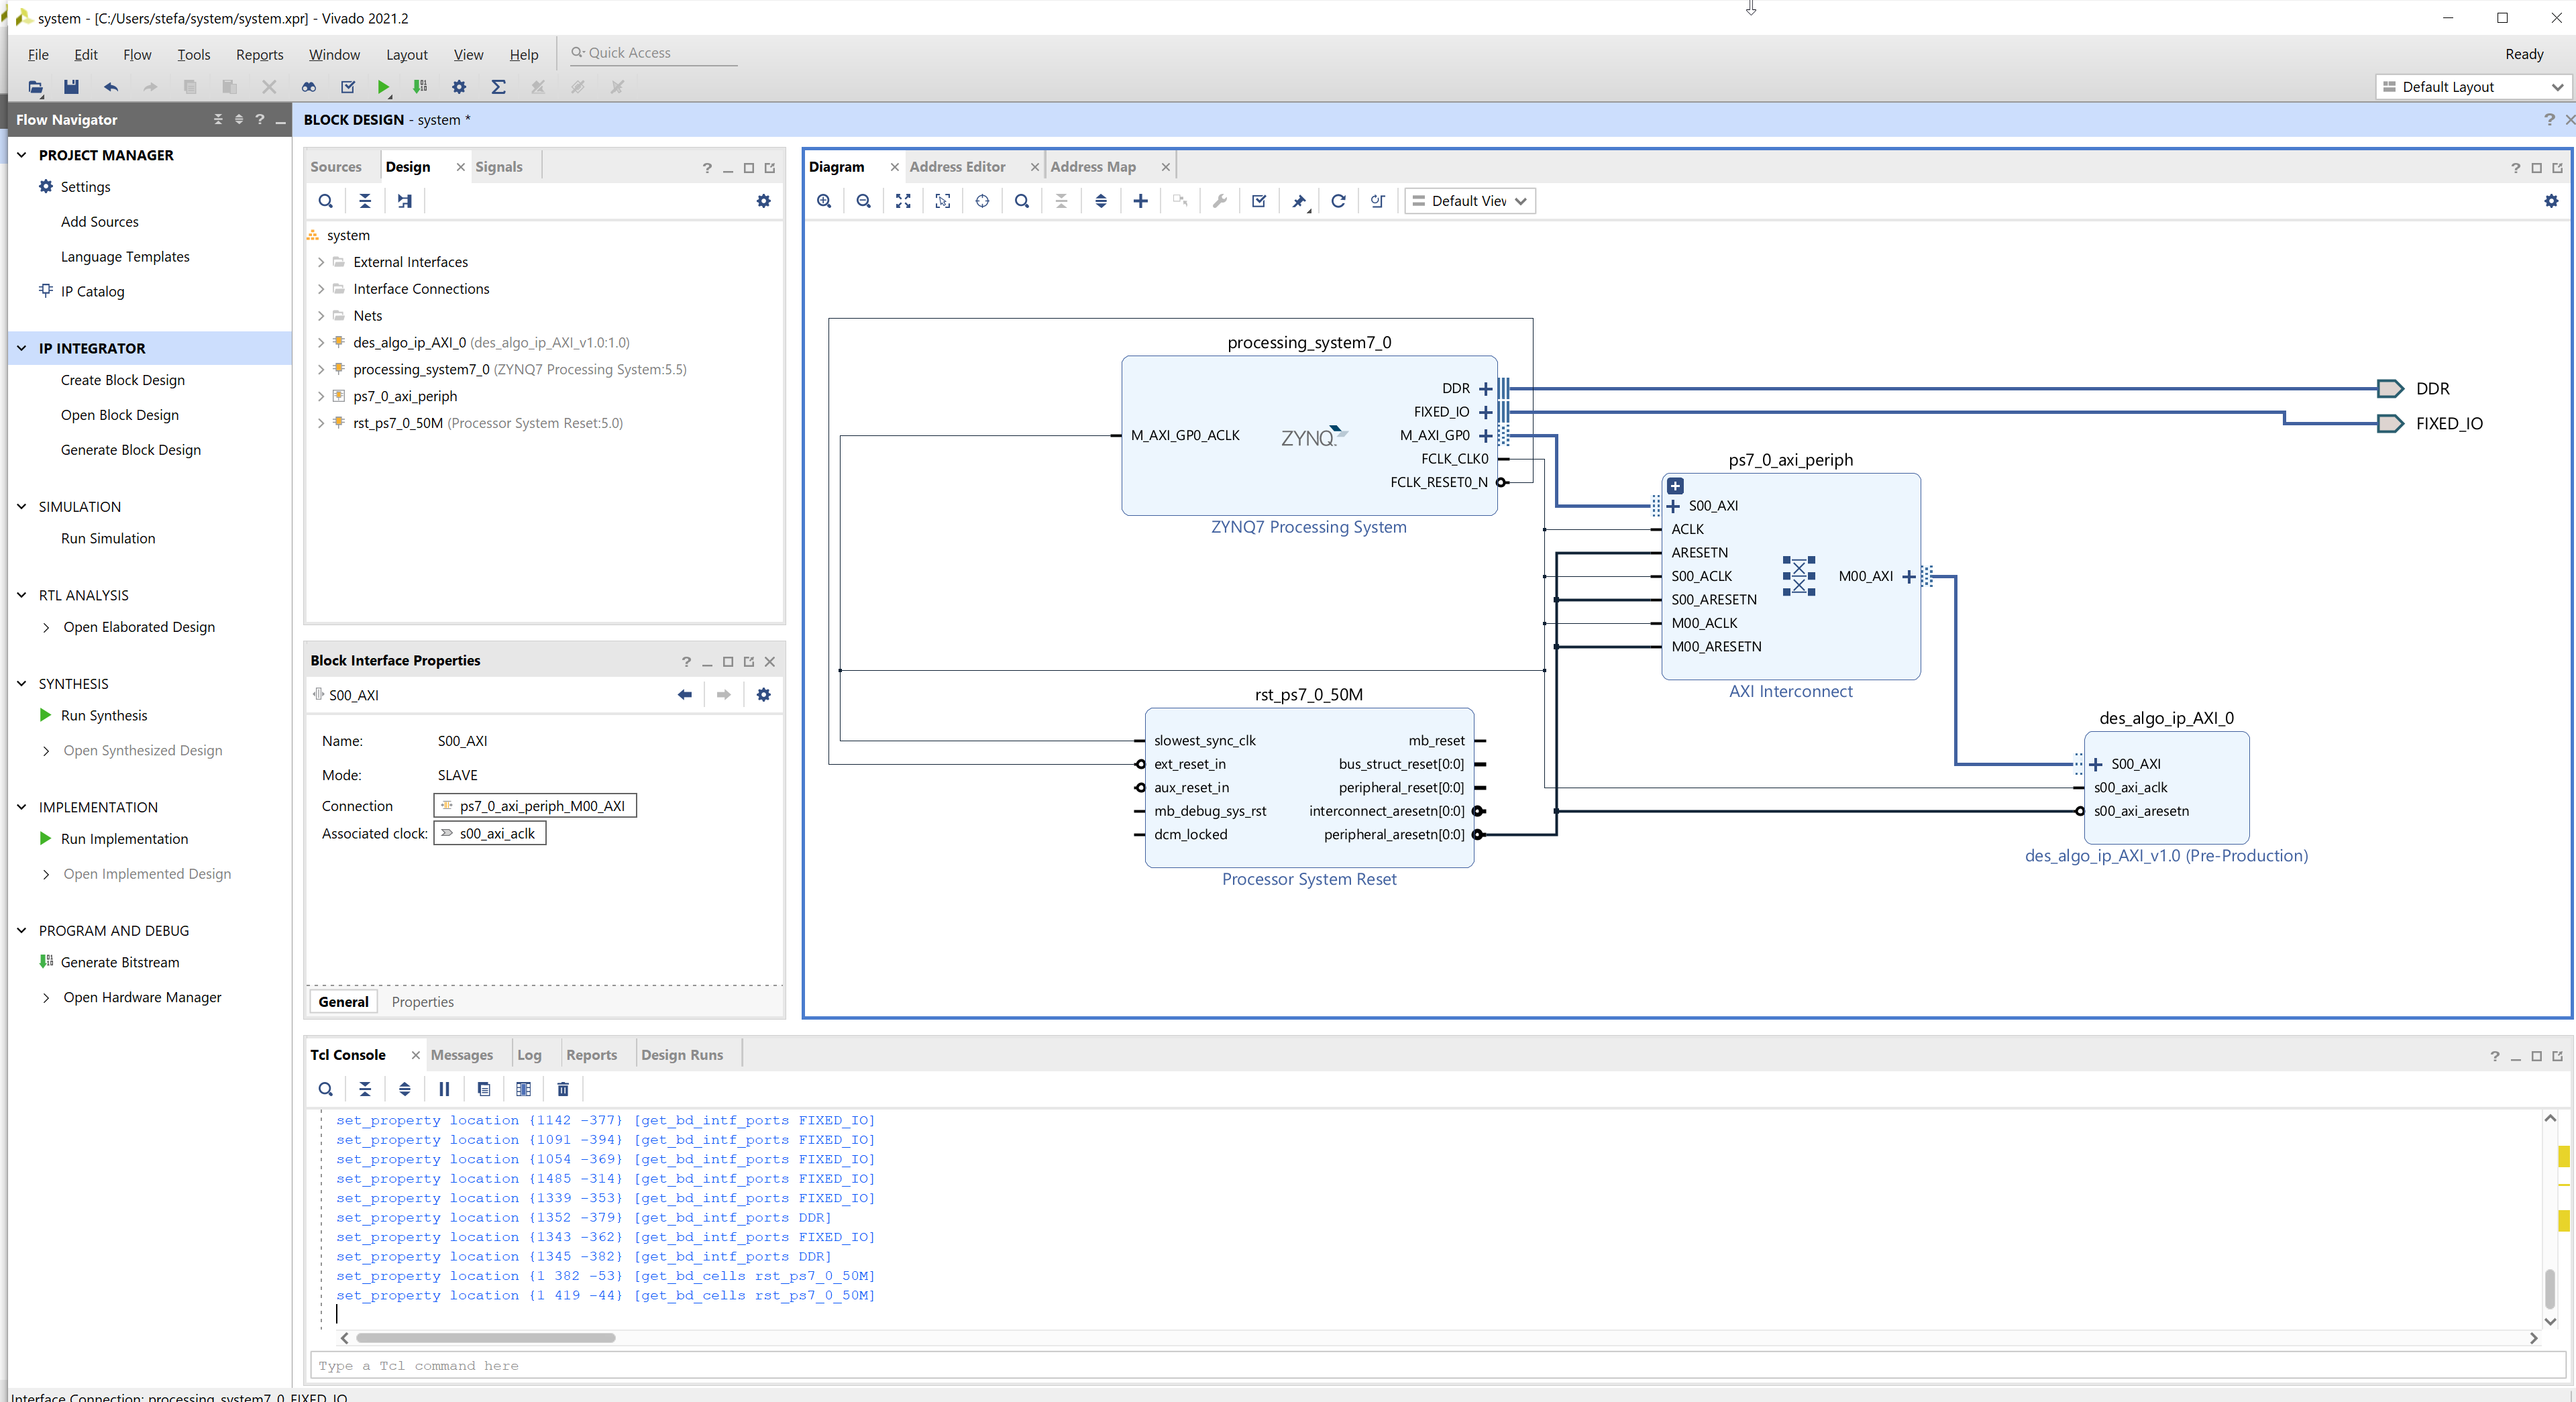 system - [C:/Users/stefa/system/system.xpr] - Vivado 2021.2
File Edit Flow Tools Reports Window Layout View Help Quick Access
Ready
Default Layout
Flow Navigator
PROJECT MANAGER
Settings
Add Sources
Language Templates
IP Catalog
IP INTEGRATOR
Create Block Design
Open Block Design
Generate Block Design
SIMULATION
Run Simulation
RTL ANALYSIS
Open Elaborated Design
SYNTHESIS
Run Synthesis
Open Synthesized Design
IMPLEMENTATION
Run Implementation
Open Implemented Design
PROGRAM AND DEBUG
Generate Bitstream
Open Hardware Manager
BLOCK DESIGN - system *
Sources Design Signals
system
External Interfaces
Interface Connections
Nets
des_algo_ip_AXI_0 (des_algo_ip_AXI_v1.0:1.0)
processing_system7_0 (ZYNQ7 Processing System:5.5)
ps7_0_axi_periph
rst_ps7_0_50M (Processor System Reset:5.0)
Block Interface Properties
S00_AXI
Name: S00_AXI
Mode: SLAVE
Connection ps7_0_axi_periph_M00_AXI
Associated clock: s00_axi_aclk
General Properties
Diagram Address Editor Address Map
Default View
processing_system7_0
DDR
FIXED_IO
M_AXI_GP0_ACLK
ZYNQ
M_AXI_GP0
FCLK_CLK0
FCLK_RESET0_N
ZYNQ7 Processing System
DDR
FIXED_IO
ps7_0_axi_periph
S00_AXI
ACLK
ARESETN
S00_ACLK
M00_AXI
S00_ARESETN
M00_ACLK
M00_ARESETN
AXI Interconnect
rst_ps7_0_50M
slowest_sync_clk mb_reset
ext_reset_in bus_struct_reset[0:0]
aux_reset_in peripheral_reset[0:0]
mb_debug_sys_rst interconnect_aresetn[0:0]
dcm_locked peripheral_aresetn[0:0]
Processor System Reset
des_algo_ip_AXI_0
S00_AXI
s00_axi_aclk
s00_axi_aresetn
des_algo_ip_AXI_v1.0 (Pre-Production)
Tcl Console Messages Log Reports Design Runs
set_property location {1142 -377} [get_bd_intf_ports FIXED_IO]
set_property location {1091 -394} [get_bd_intf_ports FIXED_IO]
set_property location {1054 -369} [get_bd_intf_ports FIXED_IO]
set_property location {1485 -314} [get_bd_intf_ports FIXED_IO]
set_property location {1339 -353} [get_bd_intf_ports FIXED_IO]
set_property location {1352 -379} [get_bd_intf_ports DDR]
set_property location {1343 -362} [get_bd_intf_ports FIXED_IO]
set_property location {1345 -382} [get_bd_intf_ports DDR]
set_property location {1 382 -53} [get_bd_cells rst_ps7_0_50M]
set_property location {1 419 -44} [get_bd_cells rst_ps7_0_50M]
Type a Tcl command here
Interface Connection: processing_system7_0_FIXED_IO